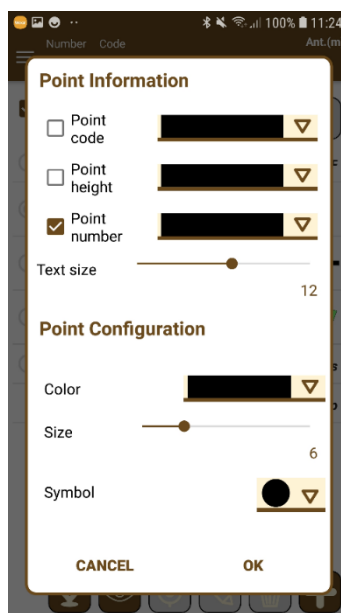 100% 11:24
Number Code Ant.(m
Point Information
Point
code
Point
height
Point
number
Text size
12
Point Configuration
Color
Size
6
Symbol
CANCEL OK